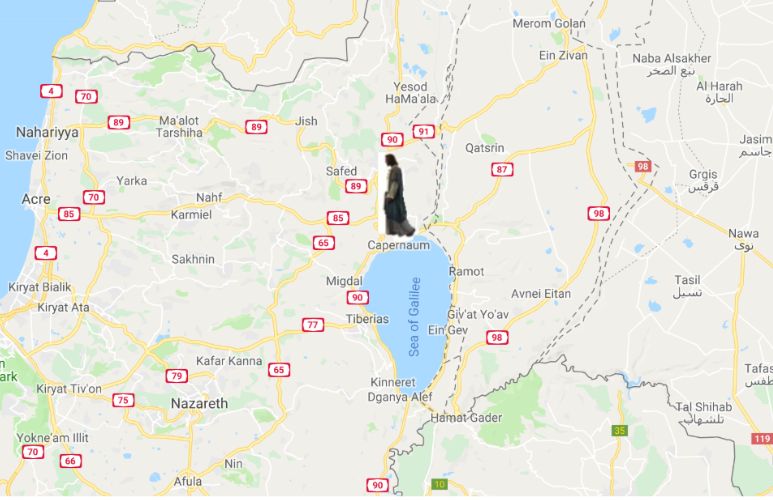 Merom Golan
Ein Zivan
Naba Alsakher
نبع الصخر
Al Harah
الحارة
Yesod
HaMa'ala
4
70
89
Ma'alot
Tarshiha
89
Jish
90
91
Nahariyya
Shavei Zion
Qatsrin
Jasim
جاسم
98
87
Grgis
قرقيس
Safed
89
Yarka
70
Nahf
Acre
85
Karmiel
85
98
65
Capernaum
Nawa
نوى
4
Sakhnin
Migdal
Ramot
Tasil
تسيل
Kiryat Bialik
Kiryat Ata
90
Sea of Galilee
Avnei Eitan
Tiberias
Giv'at Yo'av
77
Ein Gev
98
Kafar Kanna
65
n
ark
79
Kinneret
Dganya Alef
Tafas
طفس
Kiryat Tiv'on
75
Nazareth
Hamat Gader
Tal Shihab
تلشهاب
35
119
Yokne'am Illit
70
66
Nin
Afula
90
10